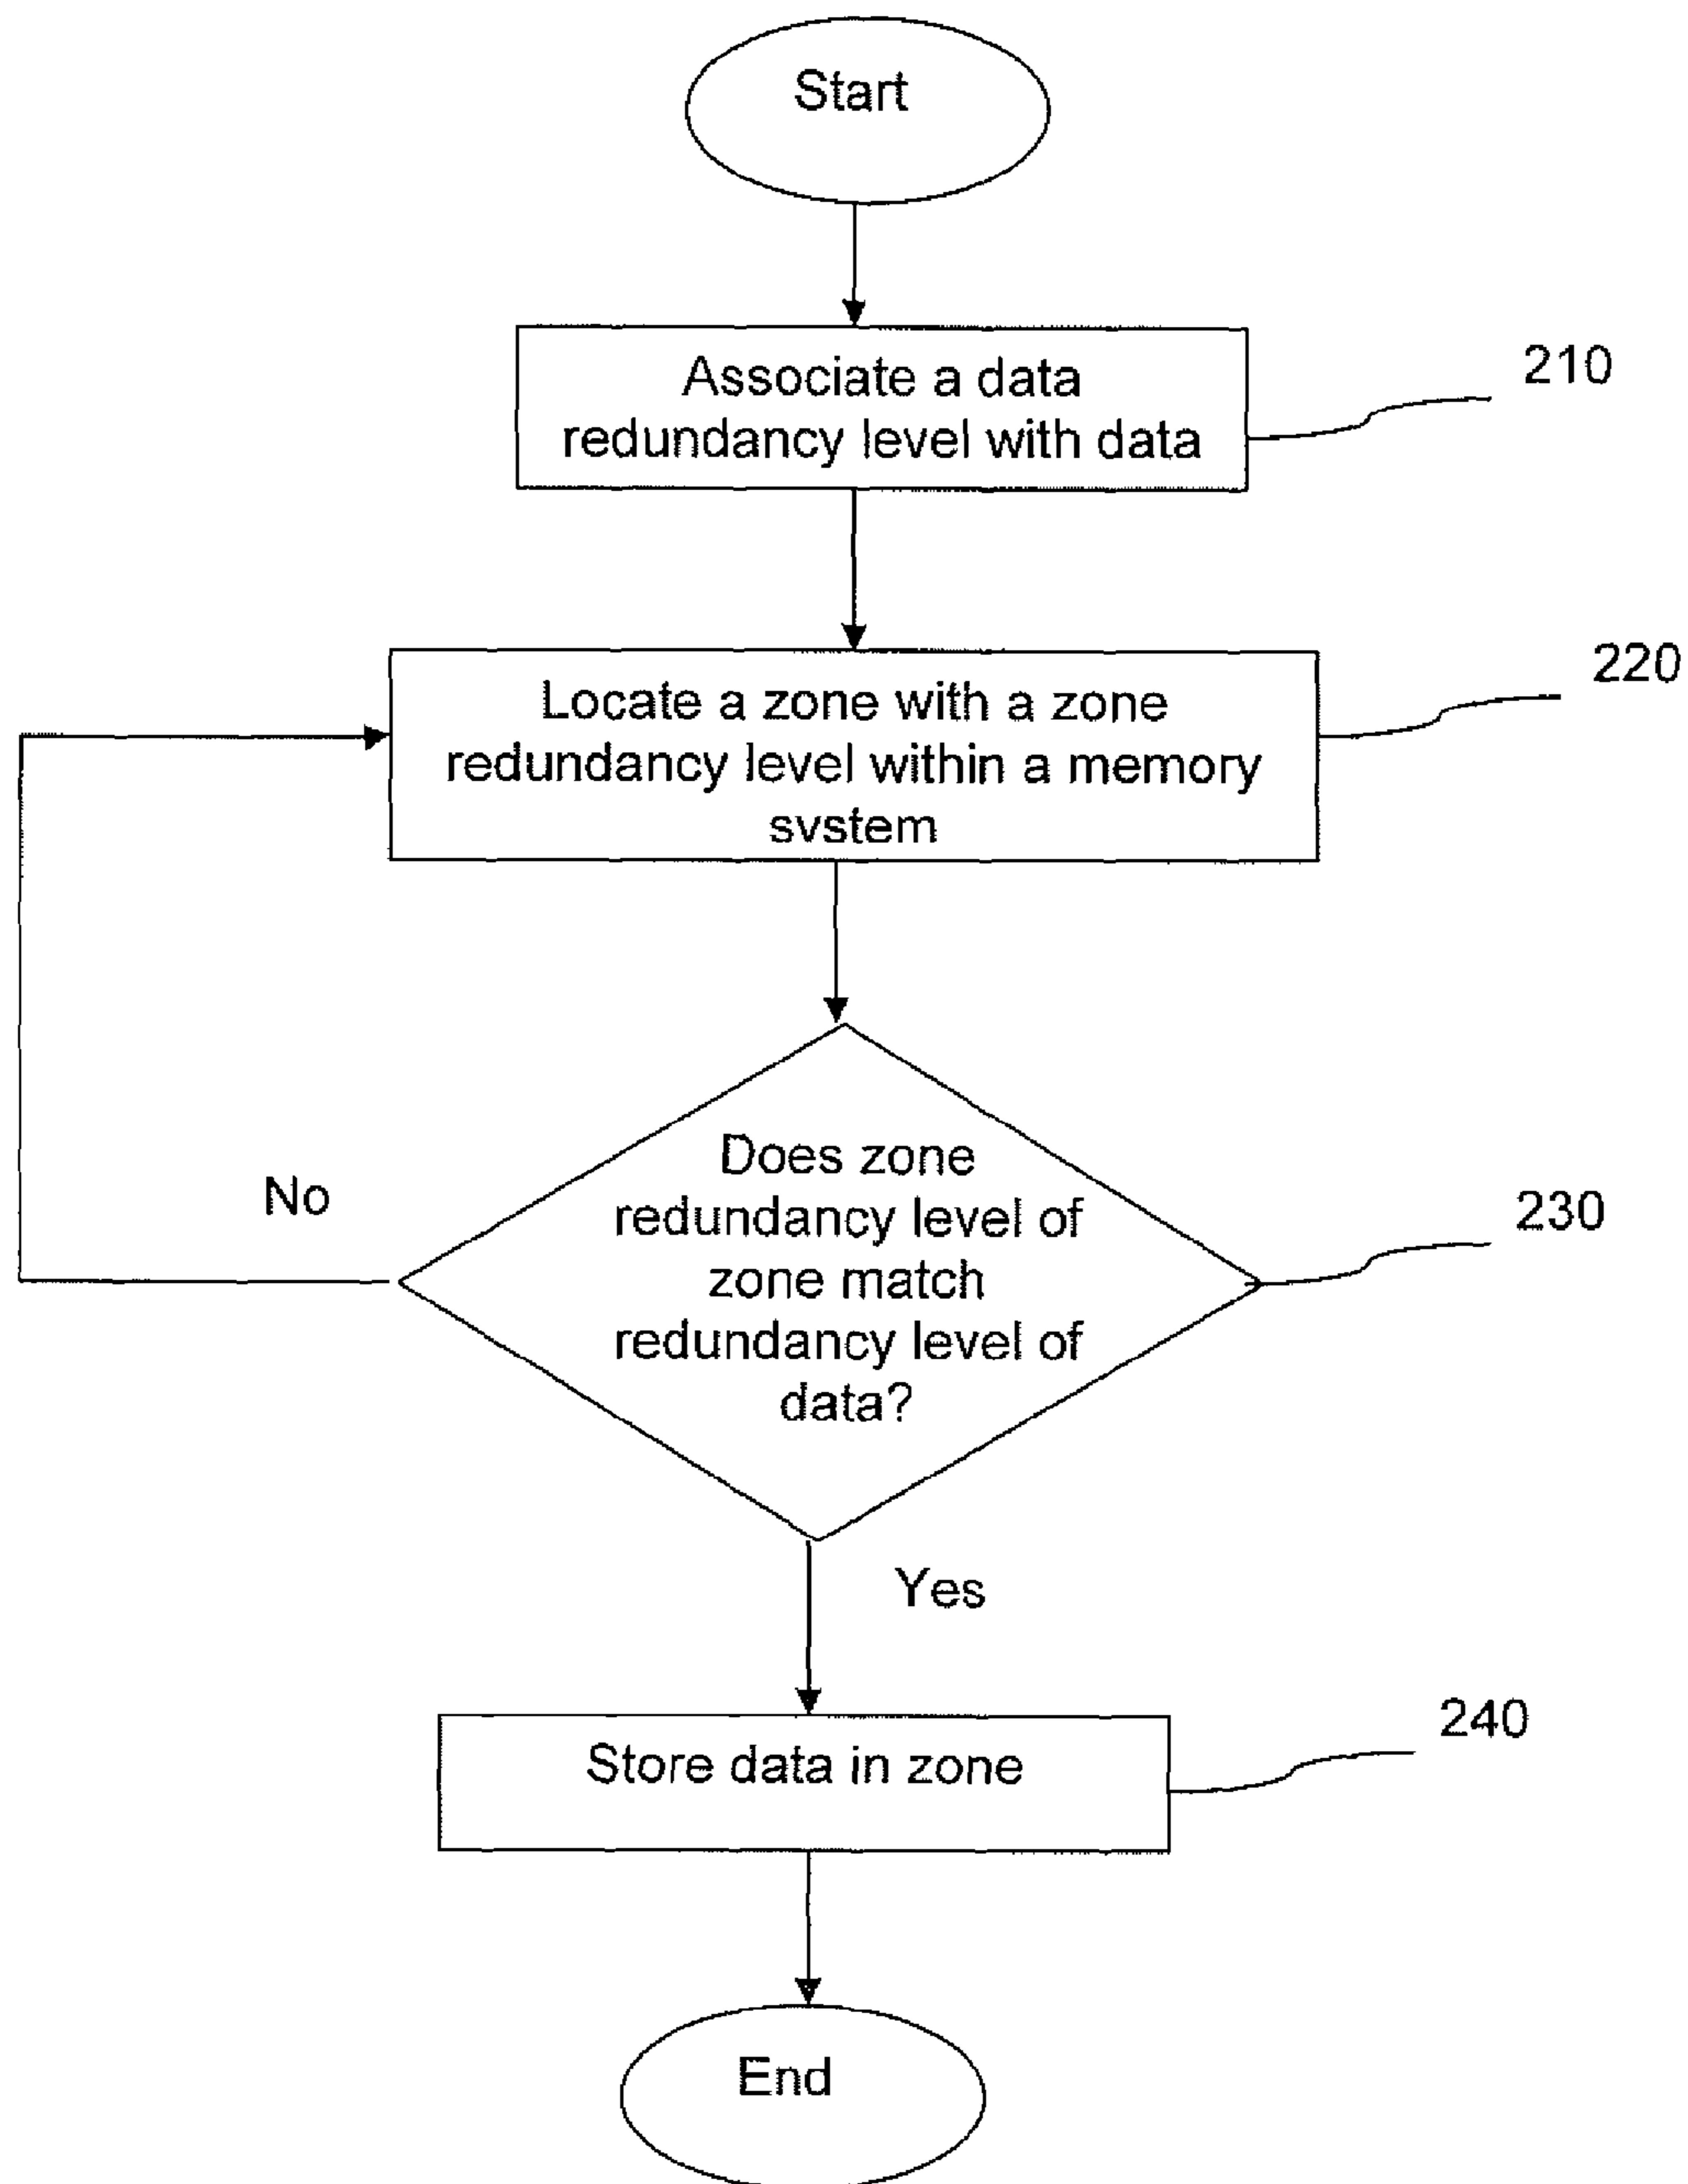 Start
Associate a data
redundancy level with data
210
Locate a zone with a zone
redundancy level within a memory
system
220
Does zone
redundancy level of
zone match
redundancy level of
data?
230
No
Yes
Store data in zone
240
End